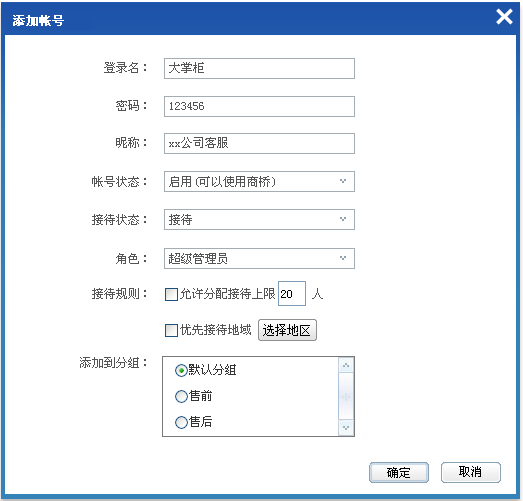 添加帐号
登录名： 大掌柜
密码： 123456
昵称： xx公司客服
帐号状态： 启用(可以使用商桥)
接待状态： 接待
角色： 超级管理员
接待规则： 允许分配接待上限 20 人
优先接待地域 选择地区
添加到分组： 默认分组
售前
售后
确定 取消